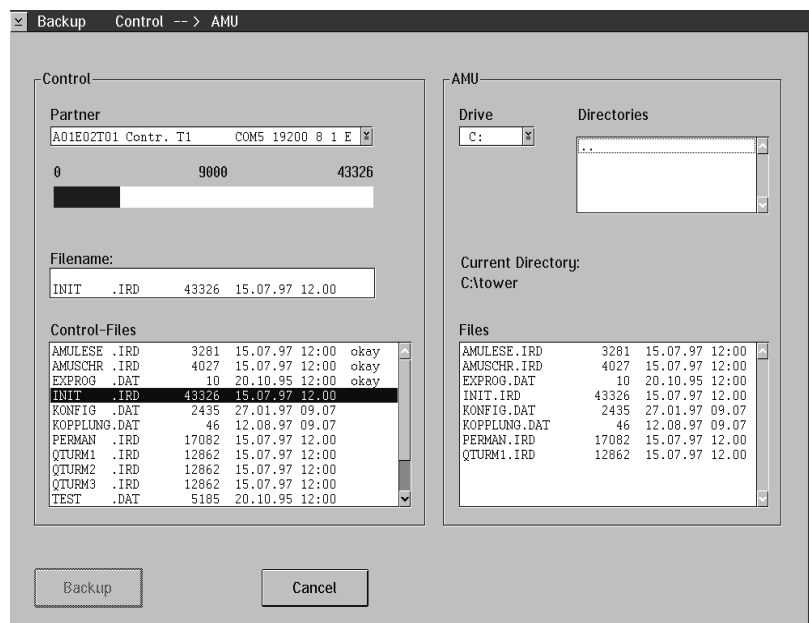 Backup Control --> AMU
Control
Partner
A01E02T01 Contr. T1 COM5 19200 8 1 E
0 9000 43326
Filename:
INIT .IRD 43326 15.07.97 12.00
Control-Files
AMULESE .IRD 3281 15.07.97 12:00 okay
AMUSCHR .IRD 4027 15.07.97 12:00 okay
EXPROG .DAT 10 20.10.95 12:00 okay
INIT .IRD 43326 15.07.97 12.00
KONFIG .DAT 2435 27.01.97 09.07
KOPPLUNG.DAT 46 12.08.97 09.07
PERMAN .IRD 17082 15.07.97 12:00
QTURM1 .IRD 12862 15.07.97 12:00
QTURM2 .IRD 12862 15.07.97 12:00
QTURM3 .IRD 12862 15.07.97 12:00
TEST .DAT 5185 20.10.95 12:00
AMU
Drive Directories
C: ..
Current Directory:
C:\tower
Files
AMULESE.IRD 3281 15.07.97 12:00
AMUSCHR.IRD 4027 15.07.97 12:00
EXPROG.DAT 10 20.10.95 12:00
INIT.IRD 43326 15.07.97 12.00
KONFIG.DAT 2435 27.01.97 09.07
KOPPLUNG.DAT 46 12.08.97 09.07
PERMAN.IRD 17082 15.07.97 12.00
QTURM1.IRD 12862 15.07.97 12.00
Backup Cancel